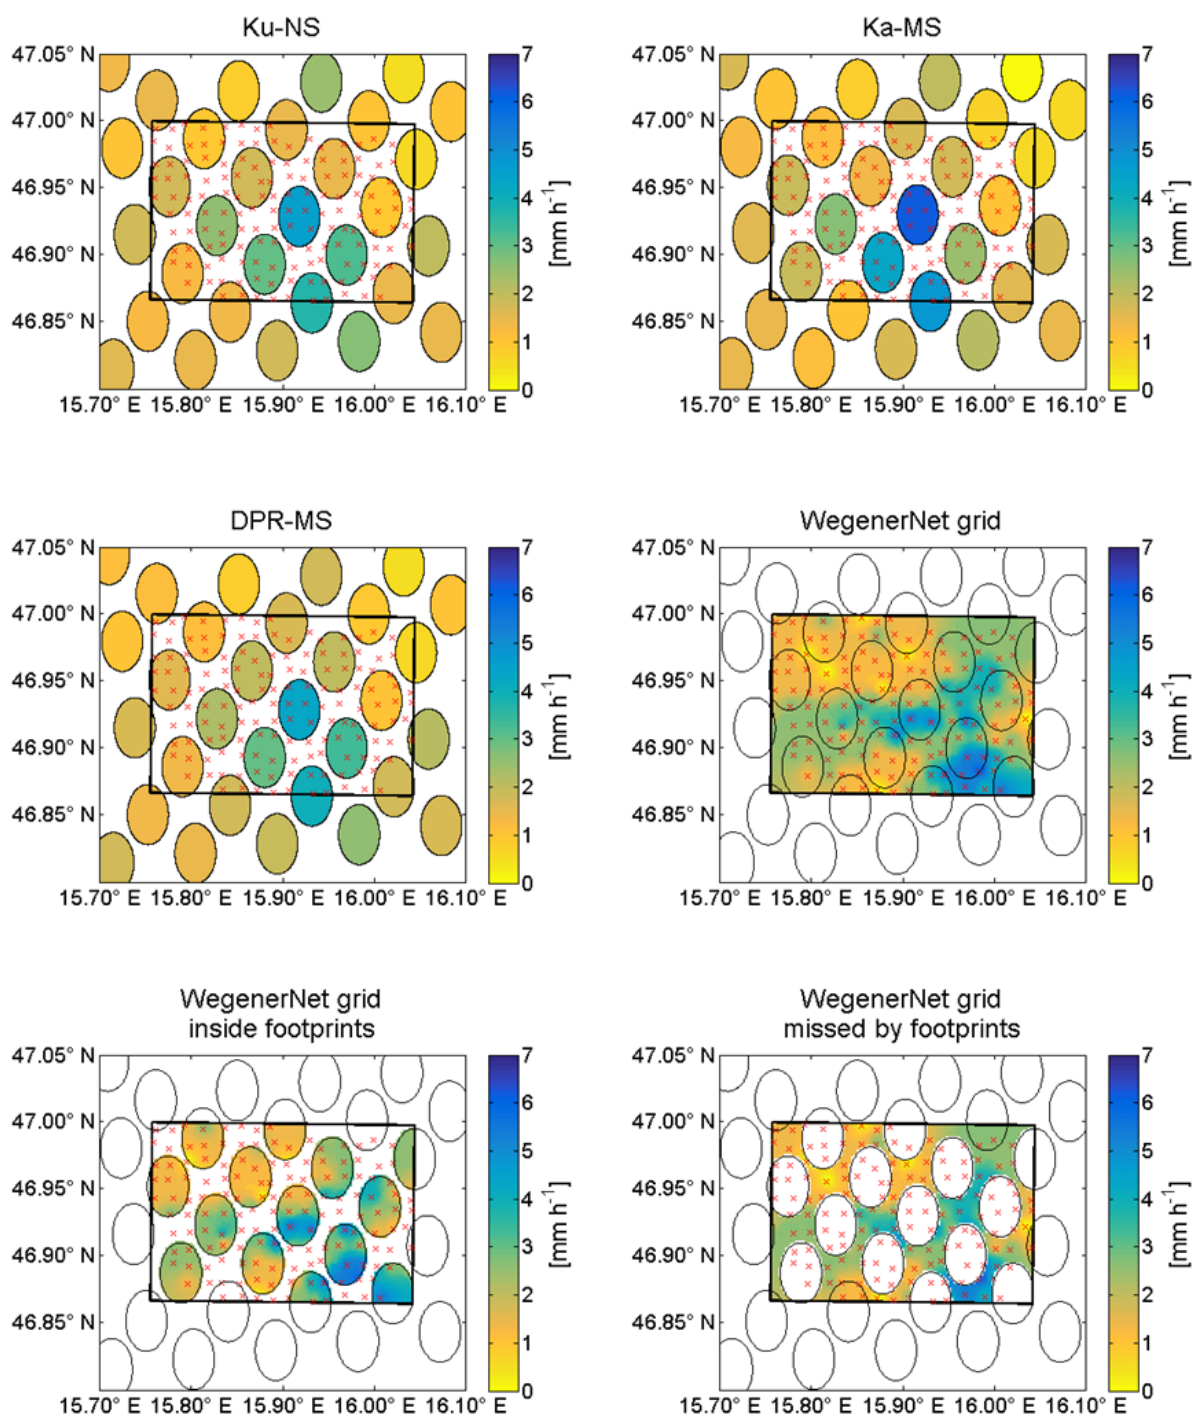 Ku-NS
47.05° N
47.00° N
46.95° N
46.90° N
46.85° N
15.70° E 15.80° E 15.90° E 16.00° E 16.10° E
7
6
5
4
3
2
1
0
[mm h⁻¹]
Ka-MS
47.05° N
47.00° N
46.95° N
46.90° N
46.85° N
15.70° E 15.80° E 15.90° E 16.00° E 16.10° E
7
6
5
4
3
2
1
0
[mm h⁻¹]
DPR-MS
47.05° N
47.00° N
46.95° N
46.90° N
46.85° N
15.70° E 15.80° E 15.90° E 16.00° E 16.10° E
7
6
5
4
3
2
1
0
[mm h⁻¹]
WegenerNet grid
47.05° N
47.00° N
46.95° N
46.90° N
46.85° N
15.70° E 15.80° E 15.90° E 16.00° E 16.10° E
7
6
5
4
3
2
1
0
[mm h⁻¹]
WegenerNet grid
inside footprints
47.05° N
47.00° N
46.95° N
46.90° N
46.85° N
15.70° E 15.80° E 15.90° E 16.00° E 16.10° E
7
6
5
4
3
2
1
0
[mm h⁻¹]
WegenerNet grid
missed by footprints
47.05° N
47.00° N
46.95° N
46.90° N
46.85° N
15.70° E 15.80° E 15.90° E 16.00° E 16.10° E
7
6
5
4
3
2
1
0
[mm h⁻¹]